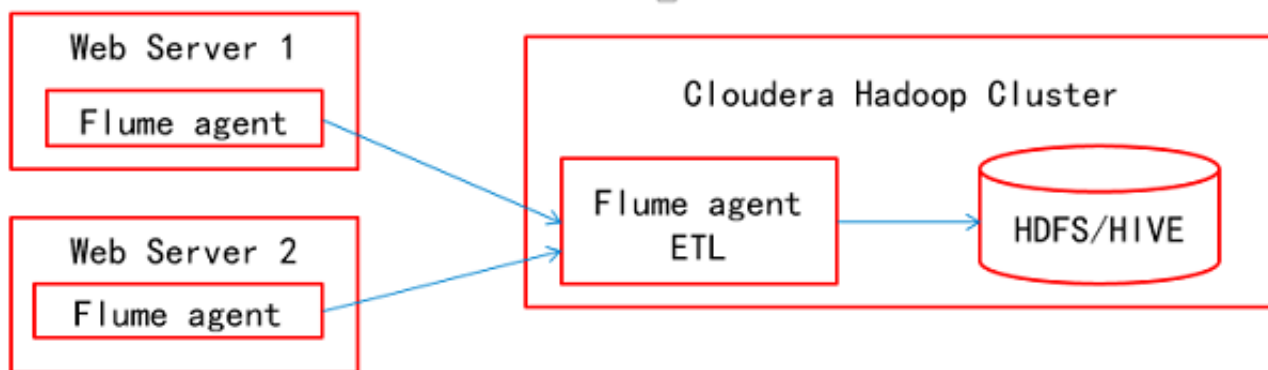 Web Server 1
Flume agent
Web Server 2
Flume agent
Cloudera Hadoop Cluster
Flume agent
ETL
HDFS/HIVE